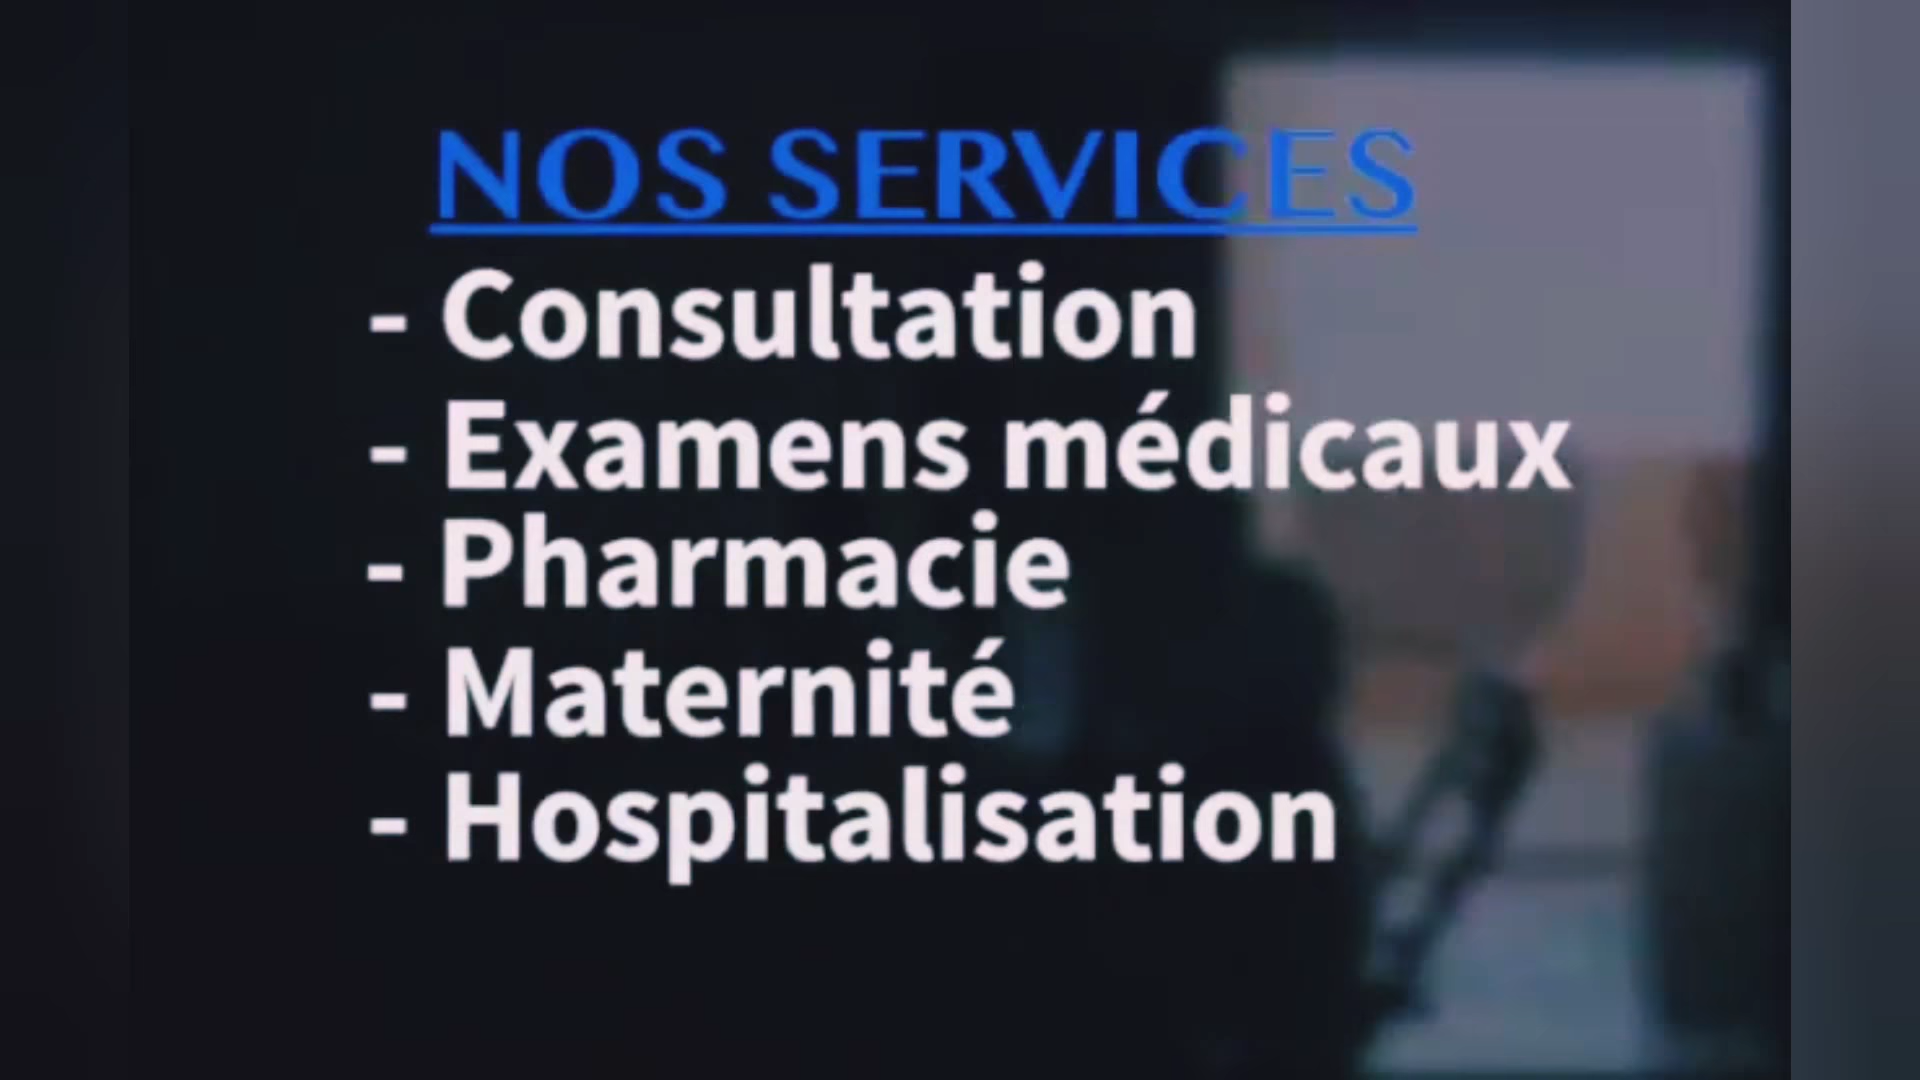 NOS SERVICES
- Consultation
- Examens médicaux
- Pharmacie
- Maternité
- Hospitalisation